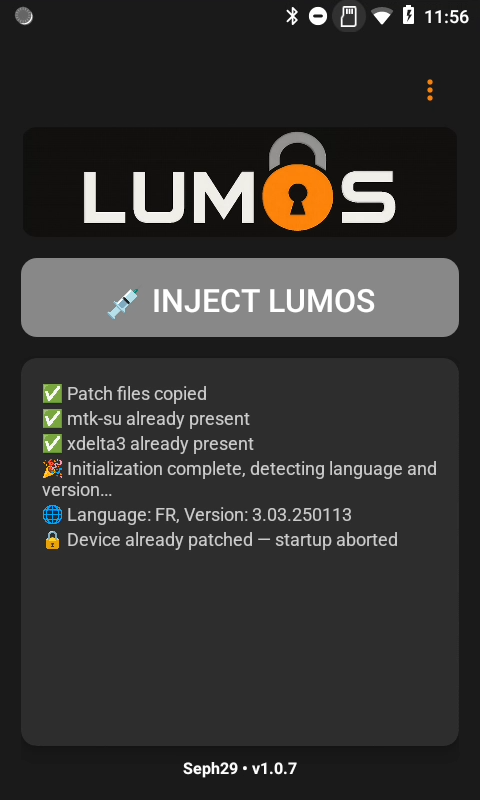 11:56
LUMOS
💉 INJECT LUMOS
✅ Patch files copied
✅ mtk-su already present
✅ xdelta3 already present
🎉 Initialization complete, detecting language and
version...
🌐 Language: FR, Version: 3.03.250113
🔒 Device already patched — startup aborted
Seph29 • v1.0.7